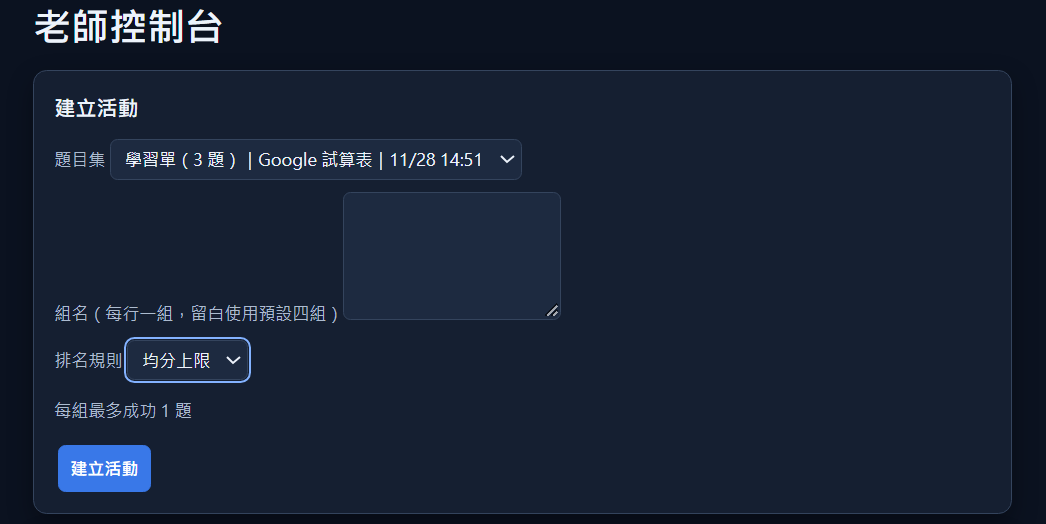 老師控制台
建立活動
題目集 學習單（3 題）｜Google 試算表｜11/28 14:51
組名（每行一組，留白使用預設四組）
排名規則 均分上限
每組最多成功 1 題
建立活動